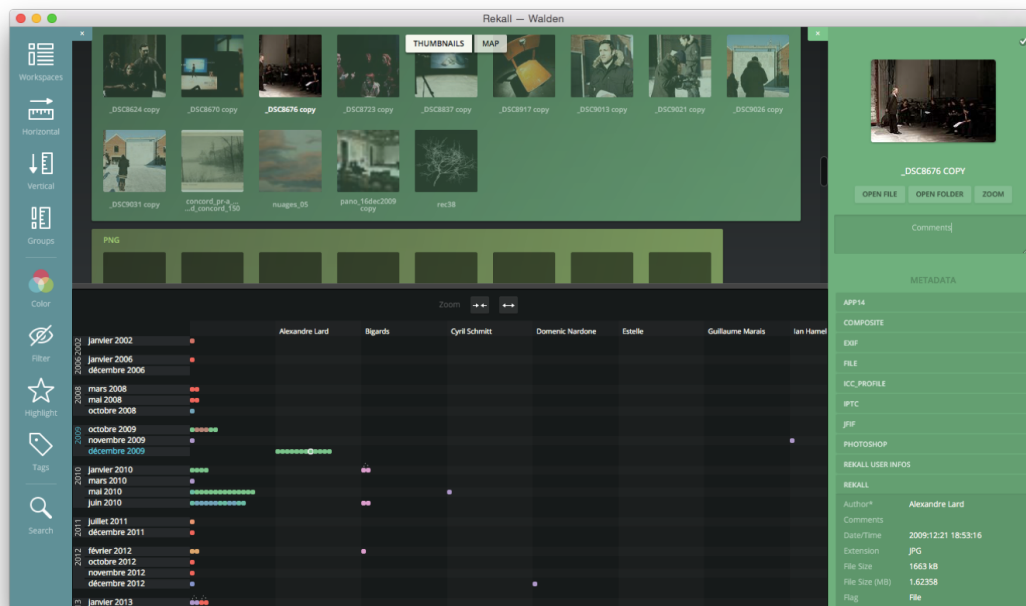 Rekall — Walden
Workspaces
Horizontal
Vertical
Groups
Color
Filter
Highlight
Tags
Search
THUMBNAILS MAP
_DSC8624 copy _DSC8670 copy _DSC8676 copy _DSC8723 copy _DSC8837 copy _DSC8917 copy _DSC9013 copy _DSC9021 copy _DSC9026 copy
_DSC9031 copy concord_pr-a_... nuages_05 pano_16dec2009 rec38
...d_concord_150 copy
PNG
Zoom
Alexandre Lard Bigards Cyril Schmitt Domenic Nardone Estelle Guillaume Marais Ian Hamel
2002
janvier 2002
2006
janvier 2006
décembre 2006
2008
mars 2008
mai 2008
octobre 2008
2009
octobre 2009
novembre 2009
décembre 2009
2010
janvier 2010
mars 2010
mai 2010
juin 2010
2011
juillet 2011
décembre 2011
2012
février 2012
octobre 2012
novembre 2012
décembre 2012
janvier 2013
_DSC8676 COPY
OPEN FILE OPEN FOLDER ZOOM
Comments
METADATA
APP14
COMPOSITE
EXIF
FILE
ICC_PROFILE
IPTC
JFIF
PHOTOSHOP
REKALL USER INFOS
REKALL
Author* Alexandre Lard
Comments
Date/Time 2009:12:21 18:53:16
Extension JPG
File Size 1663 kB
File Size (MB) 1.62358
Flag File